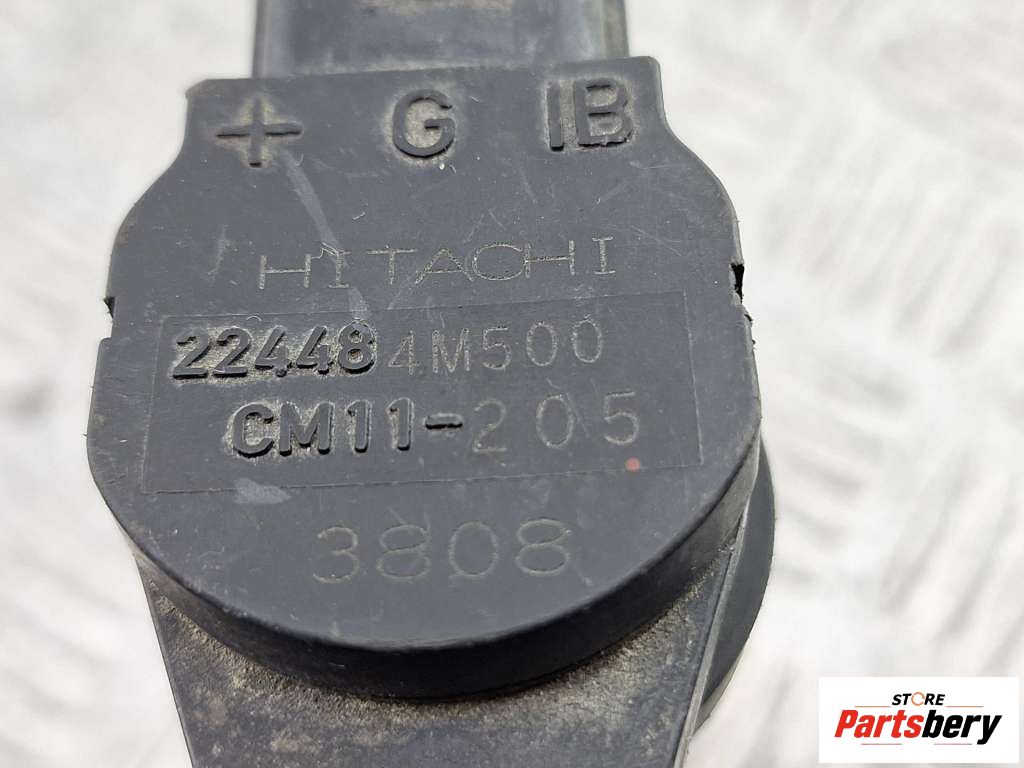 + G IB
HITACHI
22448 4M500
CM11-205
3808
STORE
Partsbery